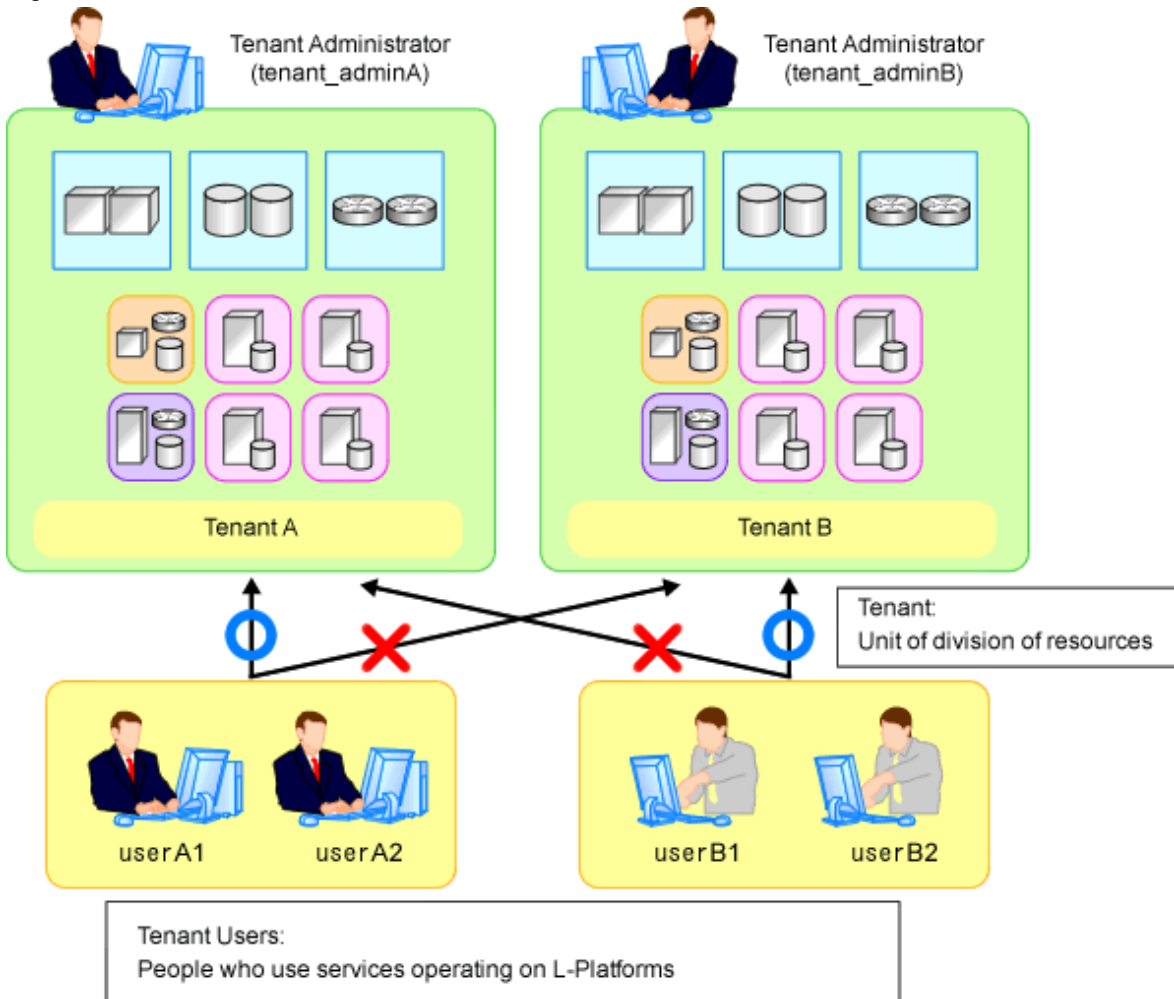 Tenant Administrator
(tenant_adminA)
Tenant Administrator
(tenant_adminB)
Tenant A
Tenant B
Tenant:
Unit of division of resources
userA1
userA2
userB1
userB2
Tenant Users:
People who use services operating on L-Platforms